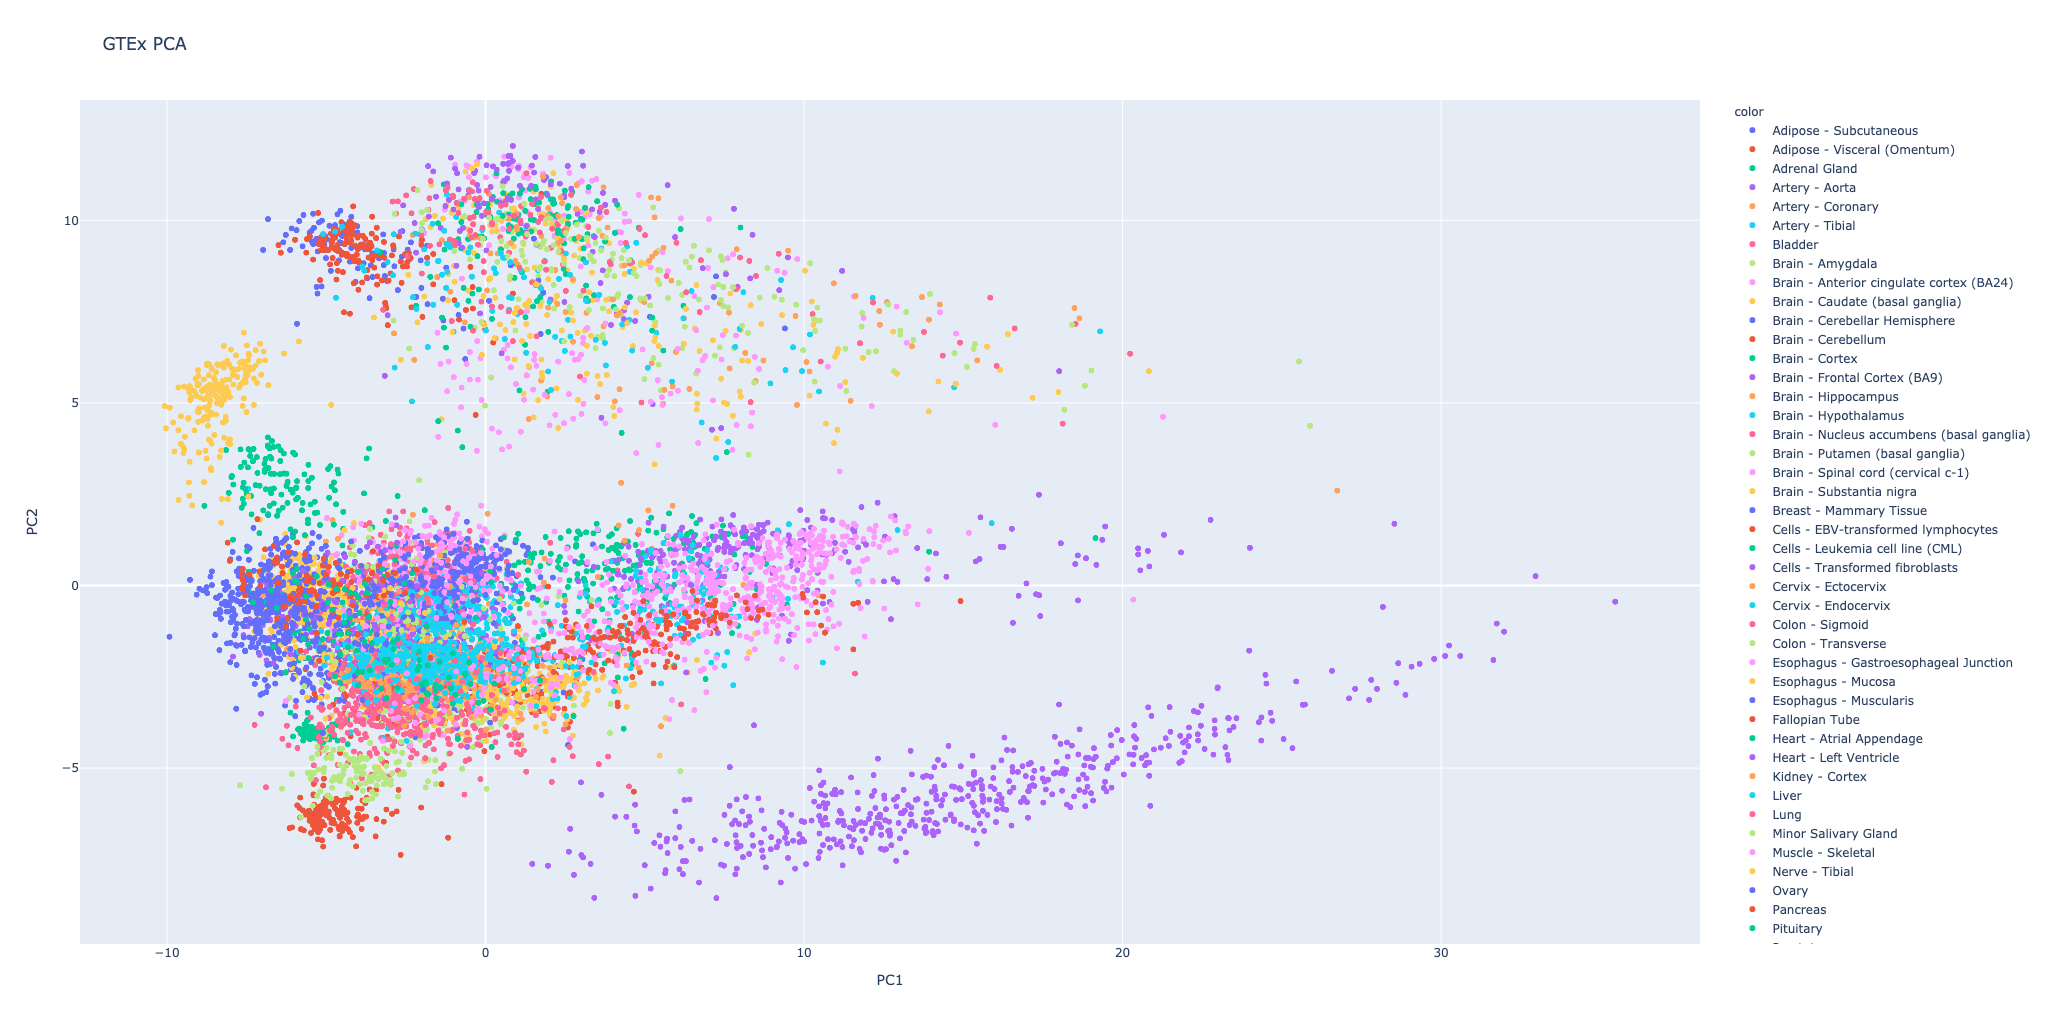 GTEx PCA
color
Adipose - Subcutaneous
Adipose - Visceral (Omentum)
Adrenal Gland
Artery - Aorta
Artery - Coronary
Artery - Tibial
Bladder
Brain - Amygdala
Brain - Anterior cingulate cortex (BA24)
Brain - Caudate (basal ganglia)
Brain - Cerebellar Hemisphere
Brain - Cerebellum
Brain - Cortex
Brain - Frontal Cortex (BA9)
Brain - Hippocampus
Brain - Hypothalamus
Brain - Nucleus accumbens (basal ganglia)
Brain - Putamen (basal ganglia)
Brain - Spinal cord (cervical c-1)
Brain - Substantia nigra
Breast - Mammary Tissue
Cells - EBV-transformed lymphocytes
Cells - Leukemia cell line (CML)
Cells - Transformed fibroblasts
Cervix - Ectocervix
Cervix - Endocervix
Colon - Sigmoid
Colon - Transverse
Esophagus - Gastroesophageal Junction
Esophagus - Mucosa
Esophagus - Muscularis
Fallopian Tube
Heart - Atrial Appendage
Heart - Left Ventricle
Kidney - Cortex
Liver
Lung
Minor Salivary Gland
Muscle - Skeletal
Nerve - Tibial
Ovary
Pancreas
Pituitary
10
5
0
−5
PC2
−10
0
10
20
30
PC1